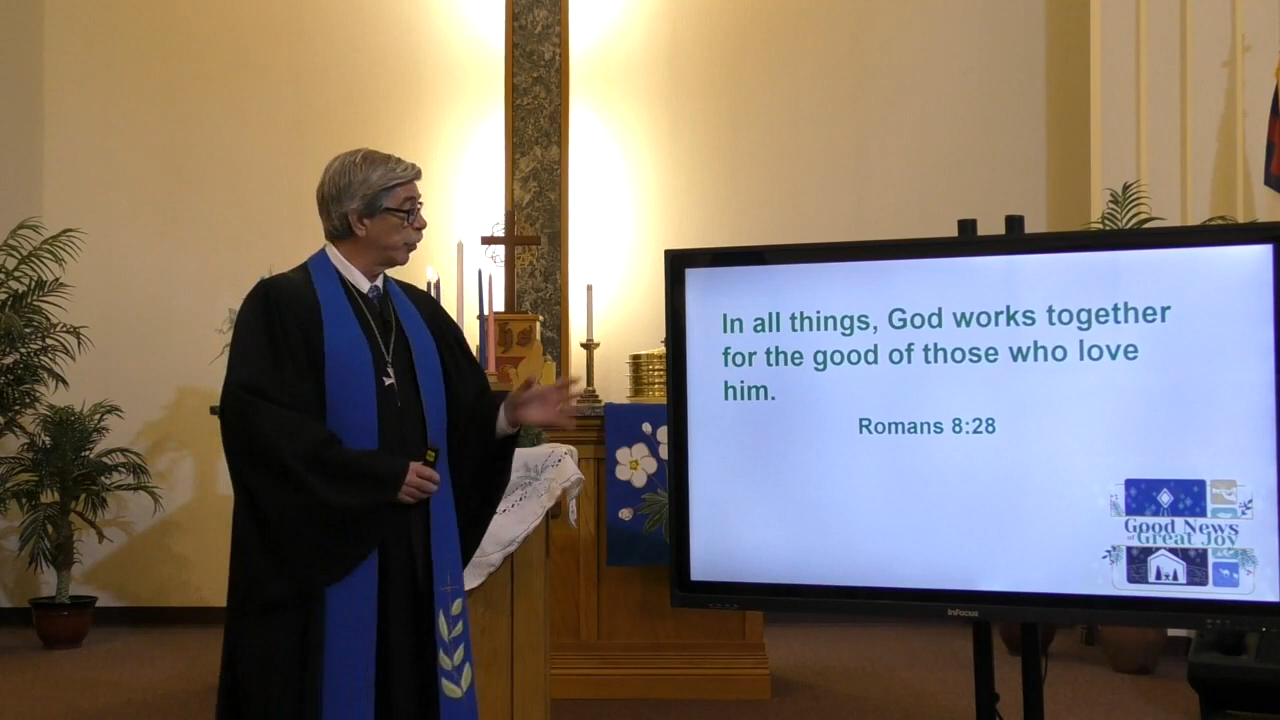 In all things, God works together
for the good of those who love
him.
Romans 8:28
Good News
of Great Joy
InFocus